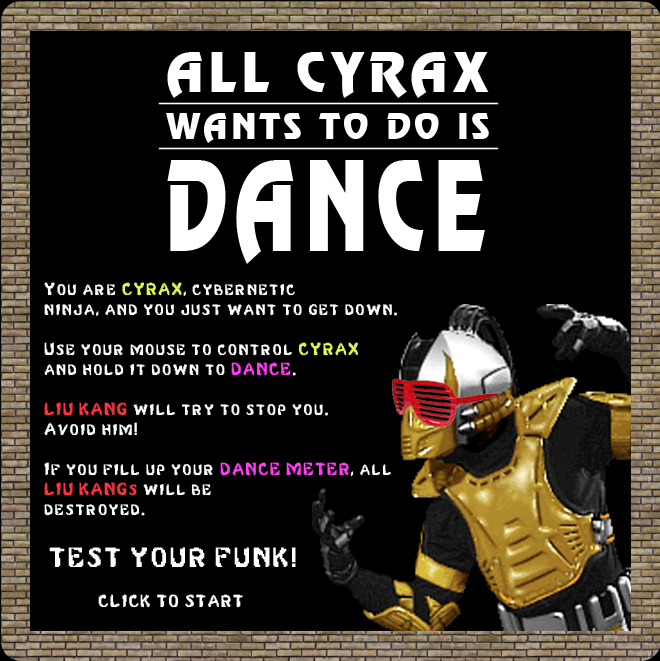 ALL CYRAX
WANTS TO DO IS
DANCE
YOU ARE CYRAX, CYBERNETIC
NINJA, AND YOU JUST WANT TO GET DOWN.
USE YOUR MOUSE TO CONTROL CYRAX
AND HOLD IT DOWN TO DANCE.
LIU KANG WILL TRY TO STOP YOU.
AVOID HIM!
IF YOU FILL UP YOUR DANCE METER, ALL
LIU KANGS WILL BE
DESTROYED.
TEST YOUR FUNK!
CLICK TO START